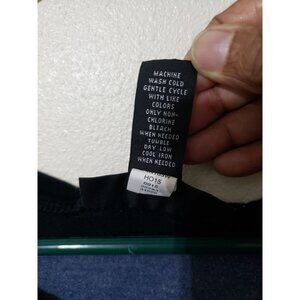 MACHINE
WASH COLD
GENTLE CYCLE
WITH LIKE
COLORS
ONLY NON-
CHLORINE
BLEACH
WHEN NEEDED
TUMBLE
DRY LOW
COOL IRON
WHEN NEEDED
HO16